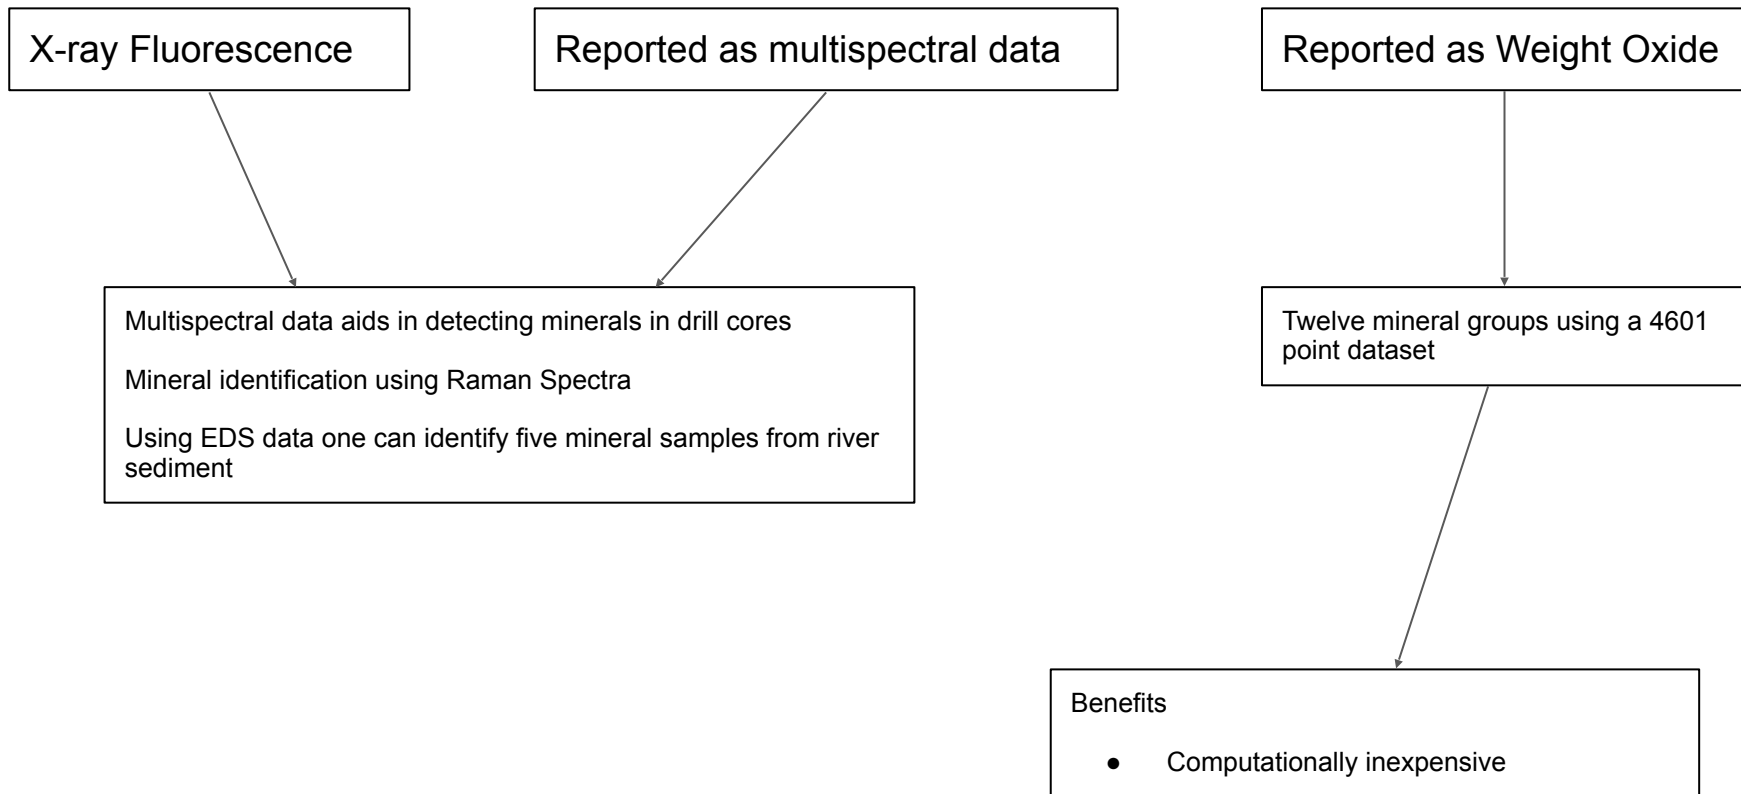 X-ray Fluorescence
Reported as multispectral data
Reported as Weight Oxide
Multispectral data aids in detecting minerals in drill cores
Mineral identification using Raman Spectra
Using EDS data one can identify five mineral samples from river
sediment
Twelve mineral groups using a 4601
point dataset
Benefits
● Computationally inexpensive